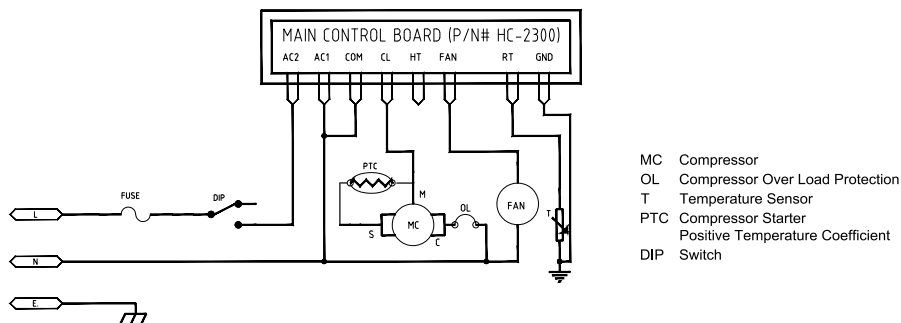 MAIN CONTROL BOARD (P/N# HC-2300)
AC2 AC1 COM CL HT FAN RT GND
PTC
M
FUSE
DIP
OL
FAN
T
L
MC
S
C
N
E.
MC Compressor
OL Compressor Over Load Protection
T Temperature Sensor
PTC Compressor Starter
Positive Temperature Coefficient
DIP Switch